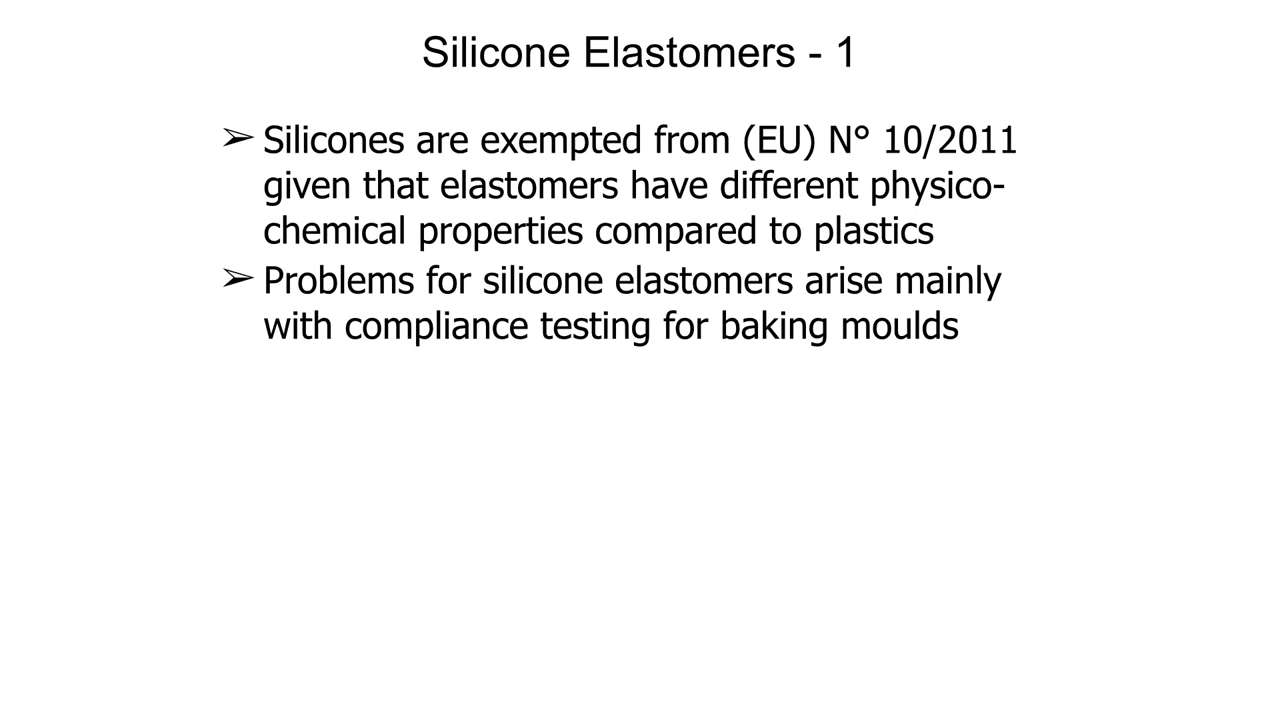 Silicone Elastomers - 1
➢ Silicones are exempted from (EU) N° 10/2011
given that elastomers have different physico-
chemical properties compared to plastics
➢ Problems for silicone elastomers arise mainly
with compliance testing for baking moulds